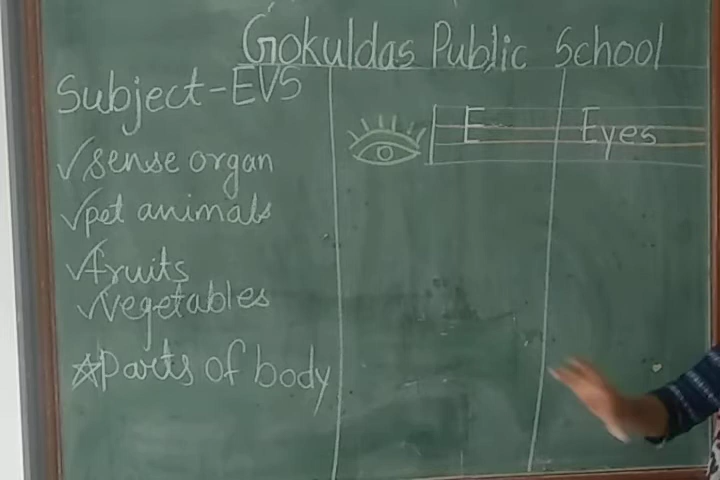 Gokuldas Public School
Subject-EVS
✓sense organ
✓pet animals
✓fruits
✓Vegetables
☆Parts of body
E Eyes